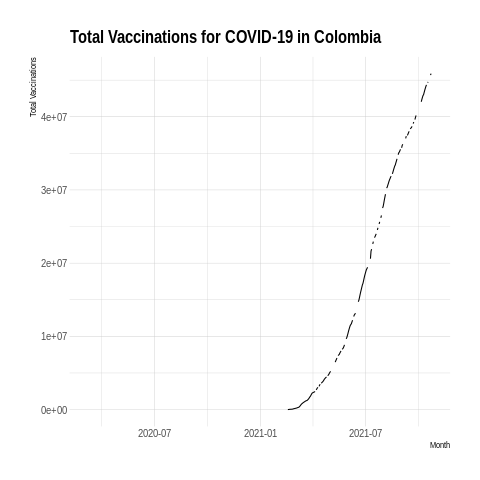 Total Vaccinations for COVID-19 in Colombia
Total Vaccinations
4e+07
3e+07
2e+07
1e+07
0e+00
2020-07 2021-01 2021-07
Month